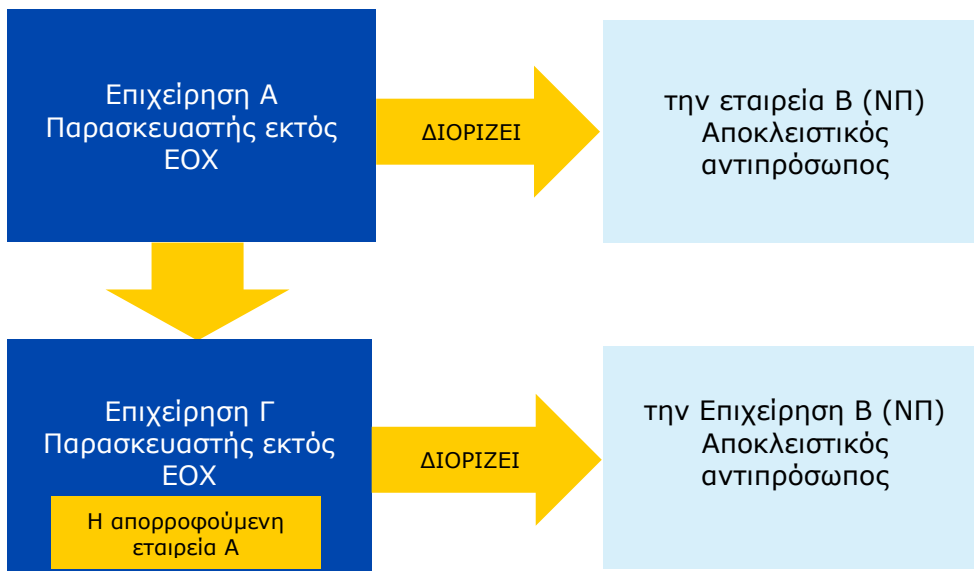 Επιχείρηση Α
Παρασκευαστής εκτός
ΕΟΧ
ΔΙΟΡΙΖΕΙ
την εταιρεία Β (ΝΠ)
Αποκλειστικός
αντιπρόσωπος
Επιχείρηση Γ
Παρασκευαστής εκτός
ΕΟΧ
Η απορροφούμενη
εταιρεία Α
ΔΙΟΡΙΖΕΙ
την Επιχείρηση Β (ΝΠ)
Αποκλειστικός
αντιπρόσωπος